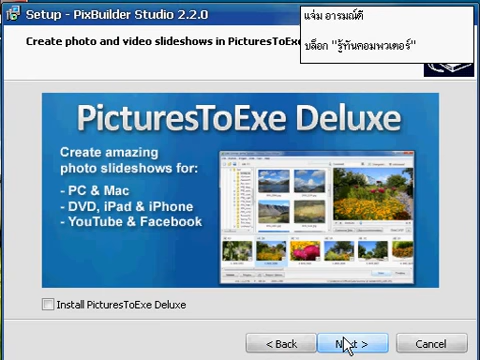 Setup - PixBuilder Studio 2.2.0
แจ่ม อารมณ์ดี
บล็อก "รู้ทันคอมพวเตอร์"
Create photo and video slideshows in PicturesToExe
PicturesToExe Deluxe
Create amazing
photo slideshows for:
- PC & Mac
- DVD, iPad & iPhone
- YouTube & Facebook
Install PicturesToExe Deluxe
< Back
Next >
Cancel